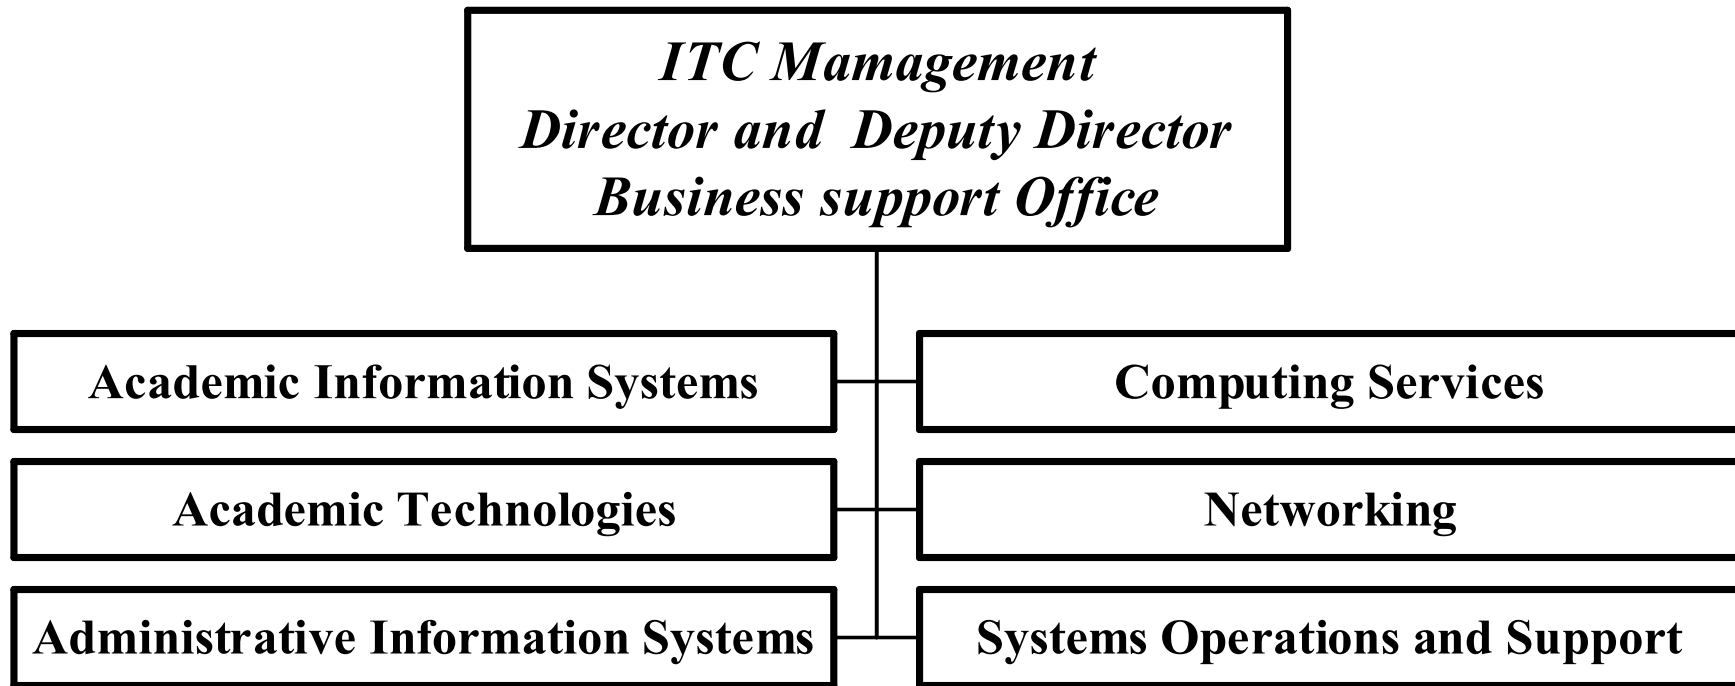 ITC Mamagement
Director and  Deputy Director
Business support Office
Academic Information Systems
Computing Services
Academic Technologies
Networking
Administrative Information Systems
Systems Operations and Support